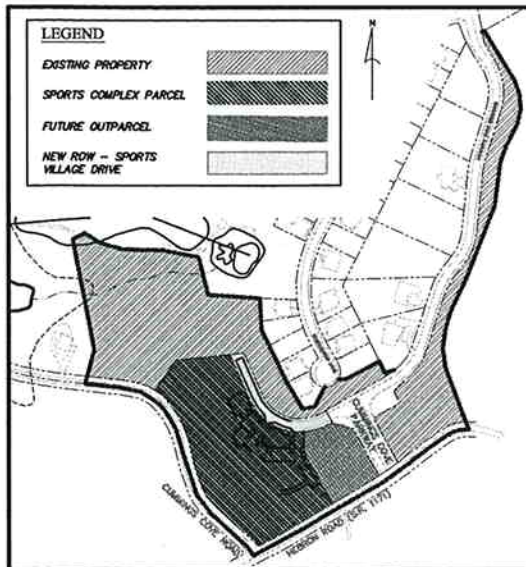 LEGEND
EXISTING PROPERTY
SPORTS COMPLEX PARCEL
FUTURE OUTPARCEL
NEW ROW - SPORTS
VILLAGE DRIVE
N
CUMMINGS COVE
PARKWAY
CUMMINGS COVE ROAD
HEBRON ROAD (S.R. 1171)